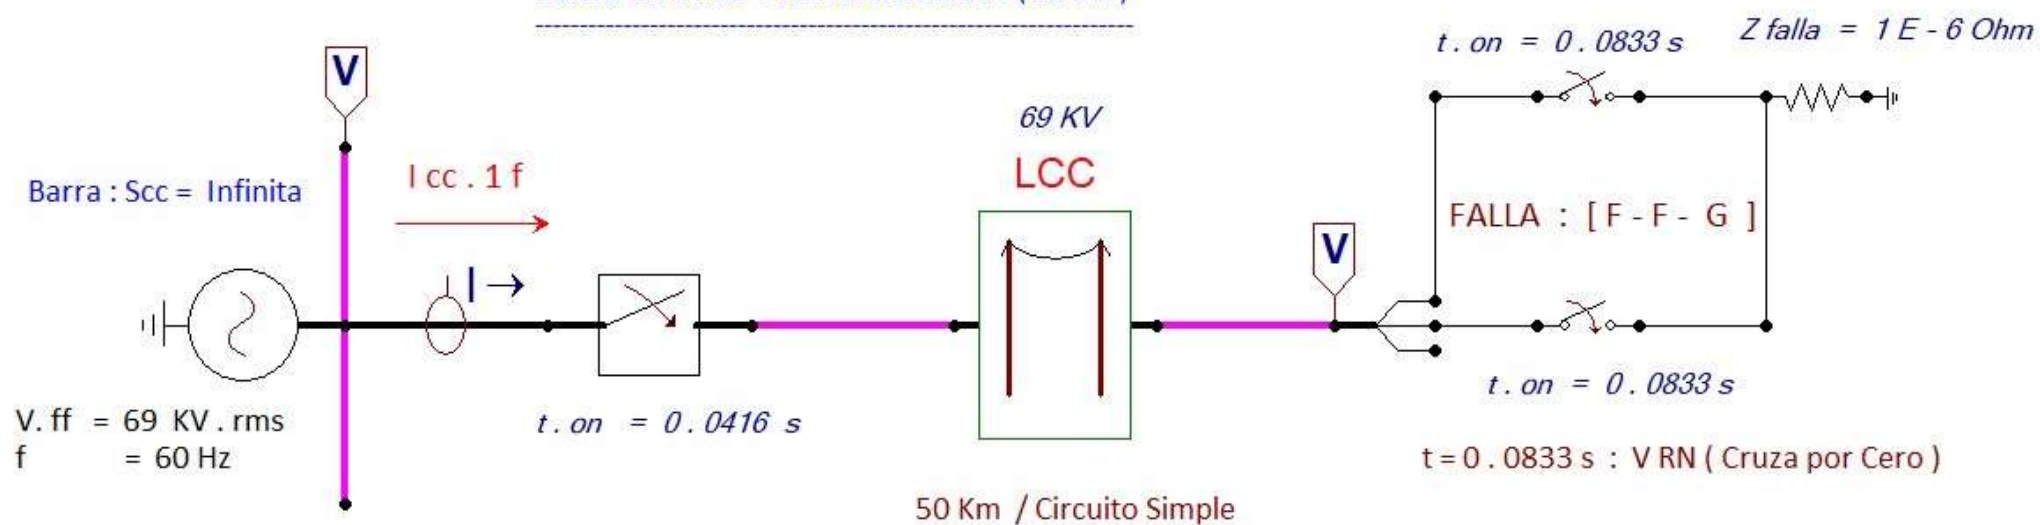 t . on = 0 . 0833 s
Z falla = 1 E - 6 Ohm
V
69 KV
LCC
Barra : Scc = Infinita
I cc . 1 f
FALLA : [ F - F - G ]
V
I →
V. ff = 69 KV . rms
f = 60 Hz
t . on = 0 . 0416 s
t . on = 0 . 0833 s
t = 0 . 0833 s : V RN ( Cruza por Cero )
50 Km / Circuito Simple